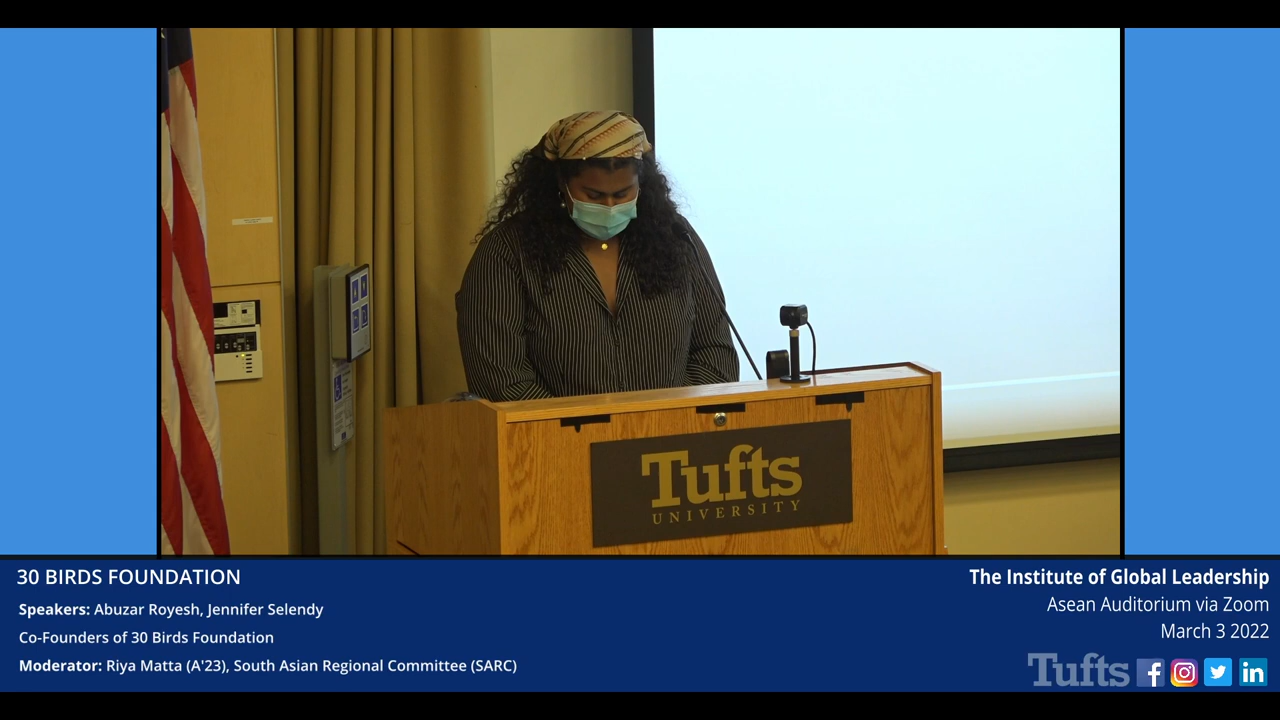 Tufts
UNIVERSITY
30 BIRDS FOUNDATION
Speakers: Abuzar Royesh, Jennifer Selendy
Co-Founders of 30 Birds Foundation
Moderator: Riya Matta (A'23), South Asian Regional Committee (SARC)
The Institute of Global Leadership
Asean Auditorium via Zoom
March 3 2022
Tufts